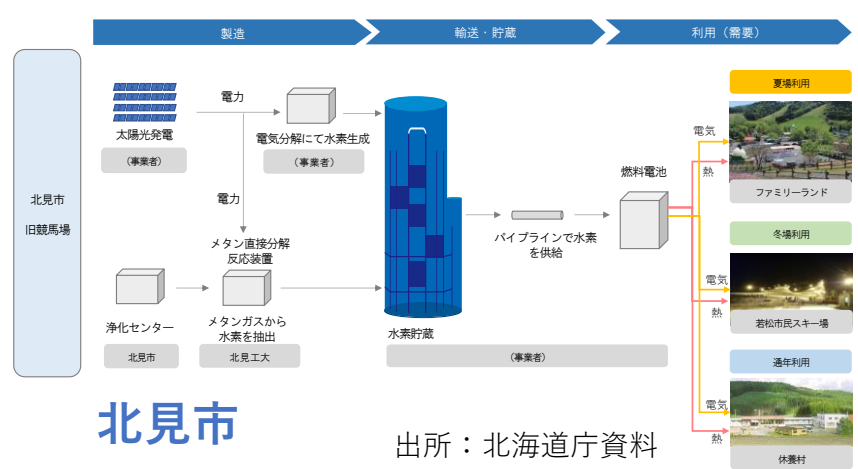 製造
輸送・貯蔵
利用（需要）
北見市
旧競馬場
太陽光発電
（事業者）
電力
電気分解にて水素生成
（事業者）
電力
メタン直接分解
反応装置
浄化センター
北見市
メタンガスから
水素を抽出
北見工大
水素貯蔵
パイプラインで水素
を供給
燃料電池
（事業者）
夏場利用
電気
熱
ファミリーランド
冬場利用
電気
熱
若松市民スキー場
通年利用
電気
熱
休養村
北見市
出所：北海道庁資料